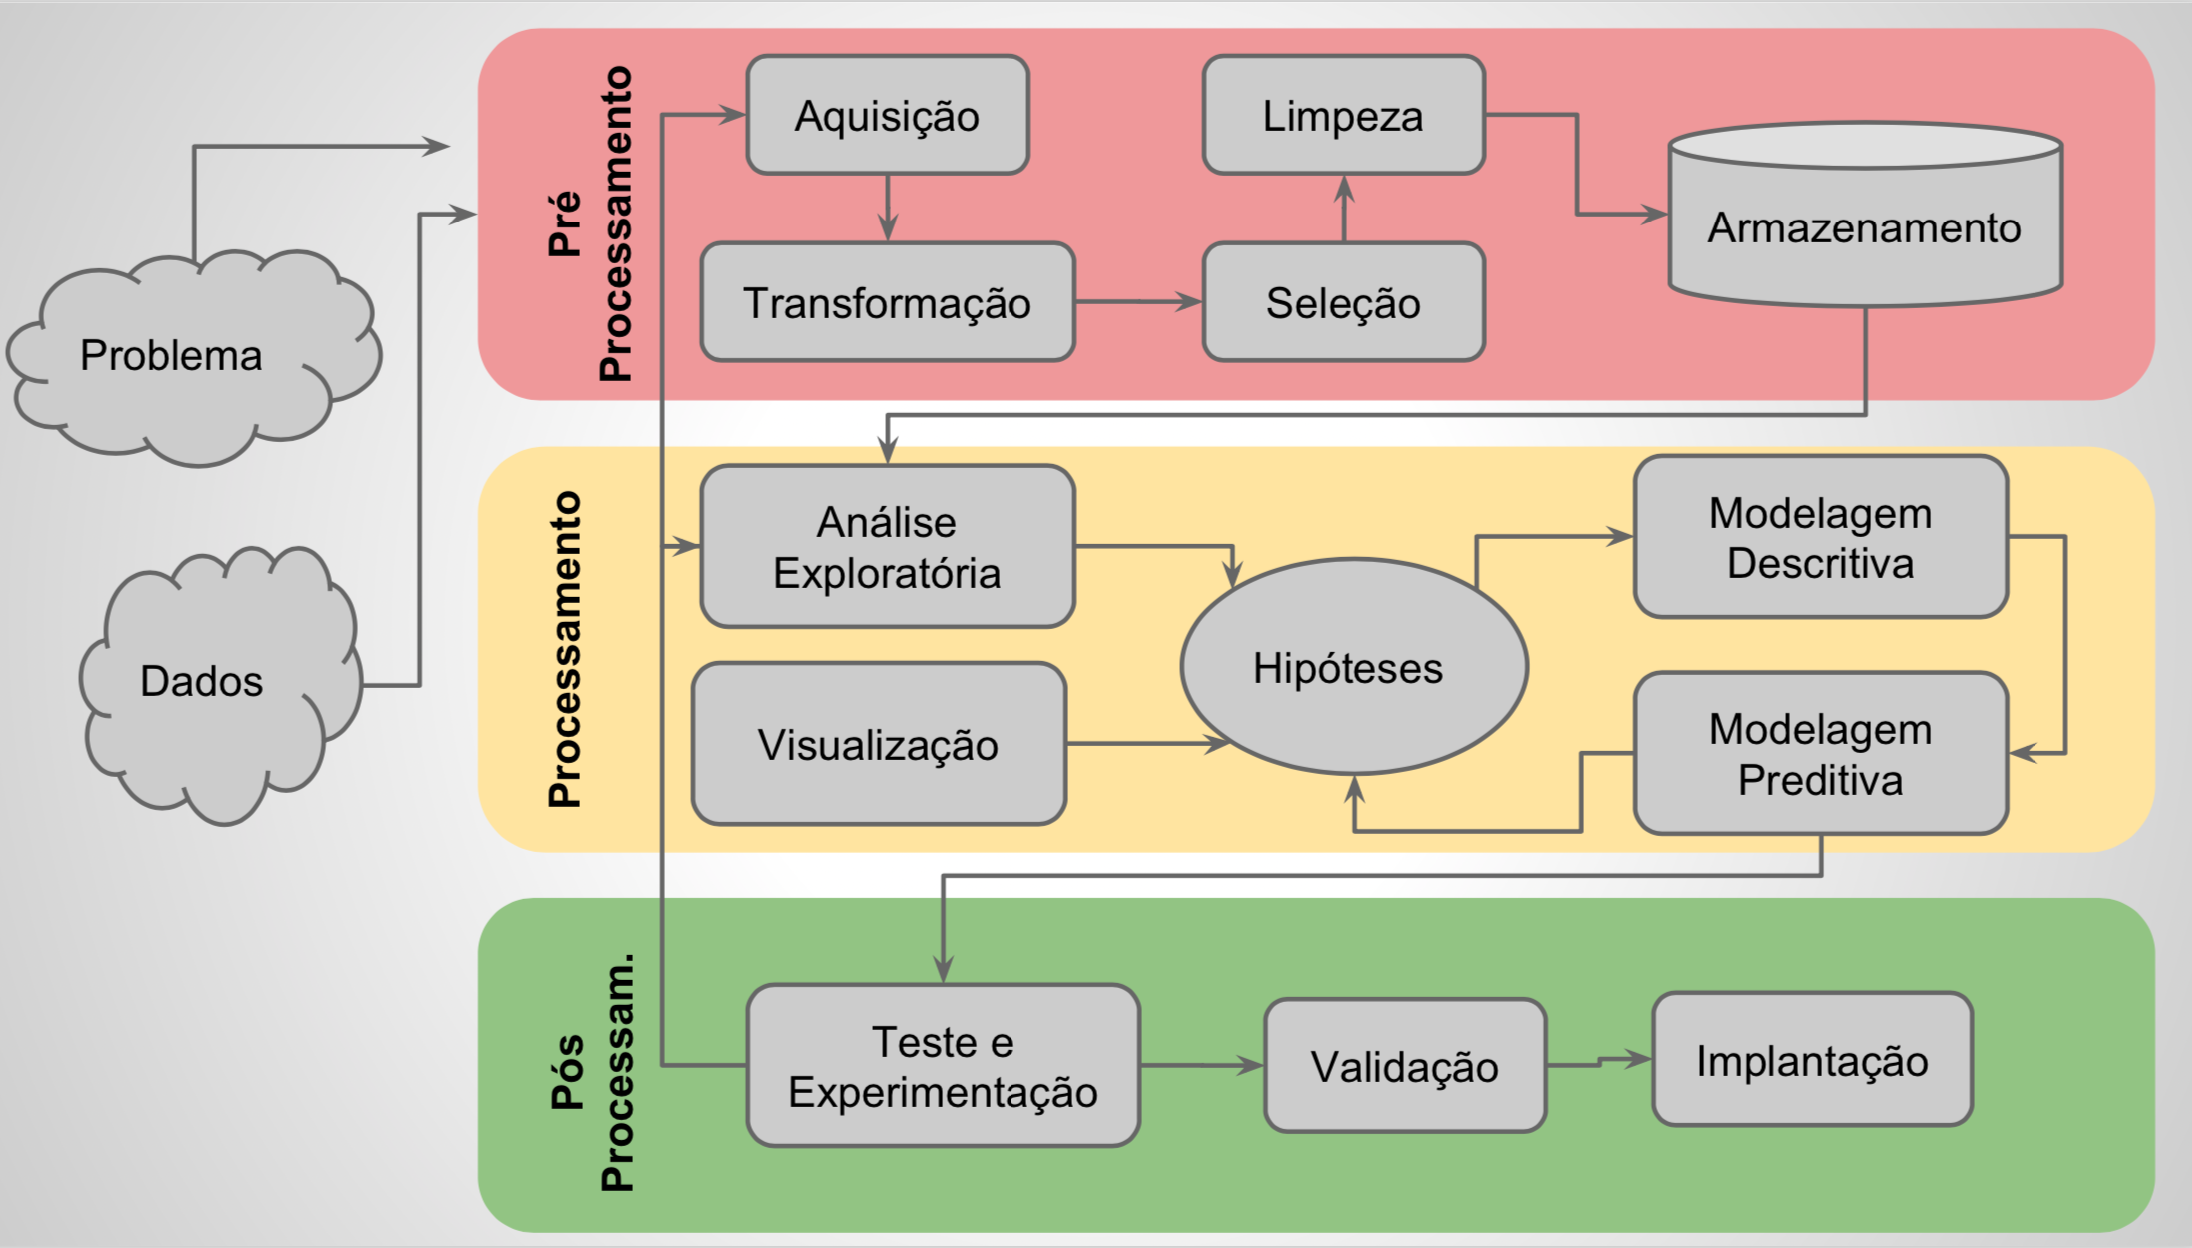 Problema
Dados
Pré
Processamento
Aquisição
Limpeza
Armazenamento
Transformação
Seleção
Processamento
Análise
Exploratória
Visualização
Hipóteses
Modelagem
Descritiva
Modelagem
Preditiva
Pós
Processam.
Teste e
Experimentação
Validação
Implantação